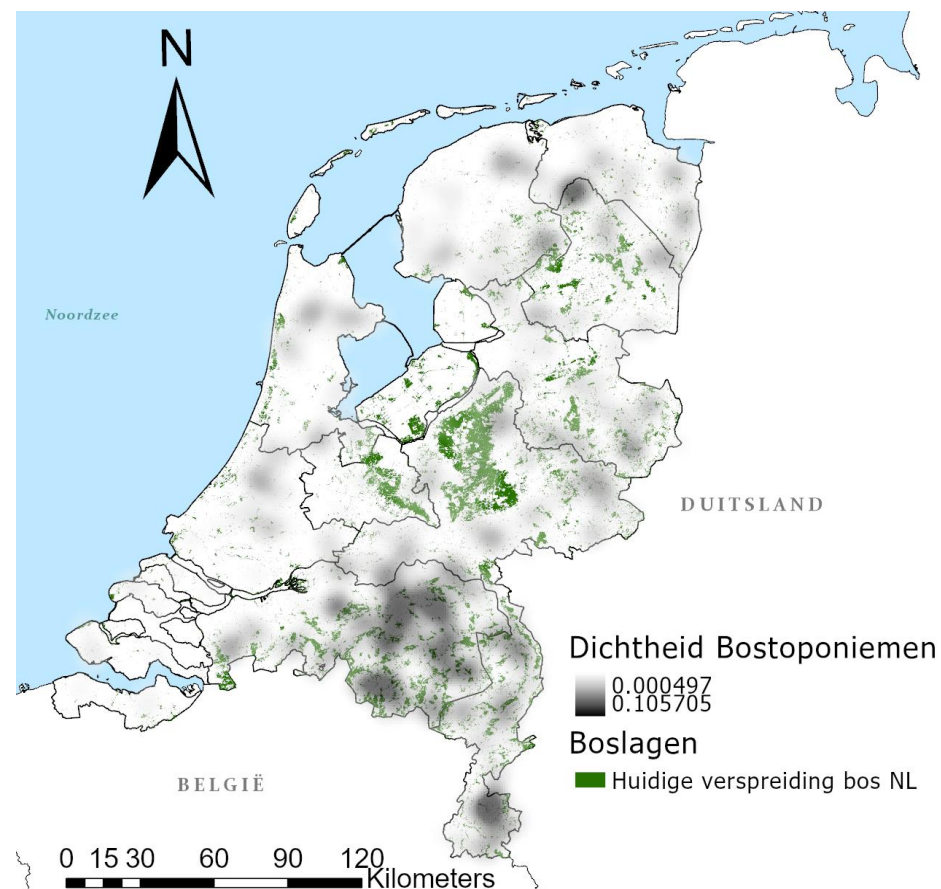 N
Noordzee
DUITSLAND
Dichtheid Bostoponiemen
0.000497
0.105705
Boslagen
Huidige verspreiding bos NL
BELGIË
0 15 30 60 90 120
Kilometers